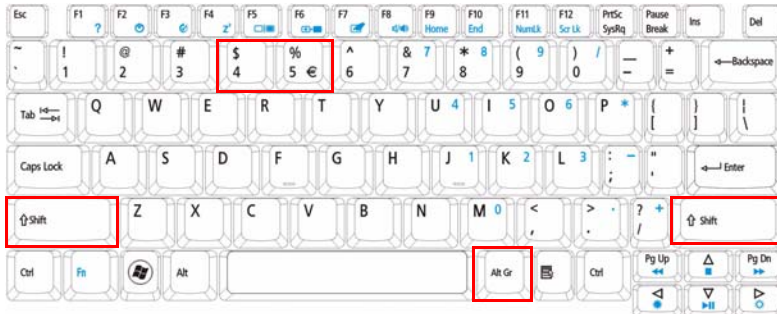 Esc F1 ? F2 F3 F4 zz F5 F6 F7 F8 F9 Home F10 End F11 NumLk F12 Scr Lk PrtSc SysRq Pause Break Ins Del
~ ` ! 1 @ 2 # 3 $ 4 % 5 € ^ 6 & 7 7 * 8 8 ( 9 9 ) 0 / _ - + = Backspace
Tab Q W E R T Y U 4 I 5 O 6 P * { [ } ] | \
Caps Lock A S D F G H J 1 K 2 L 3 : ; - " ' Enter
Shift Z X C V B N M 0 < , > . . ? / + Shift
Ctrl Fn Alt Alt Gr Ctrl Pg Up Pg Dn